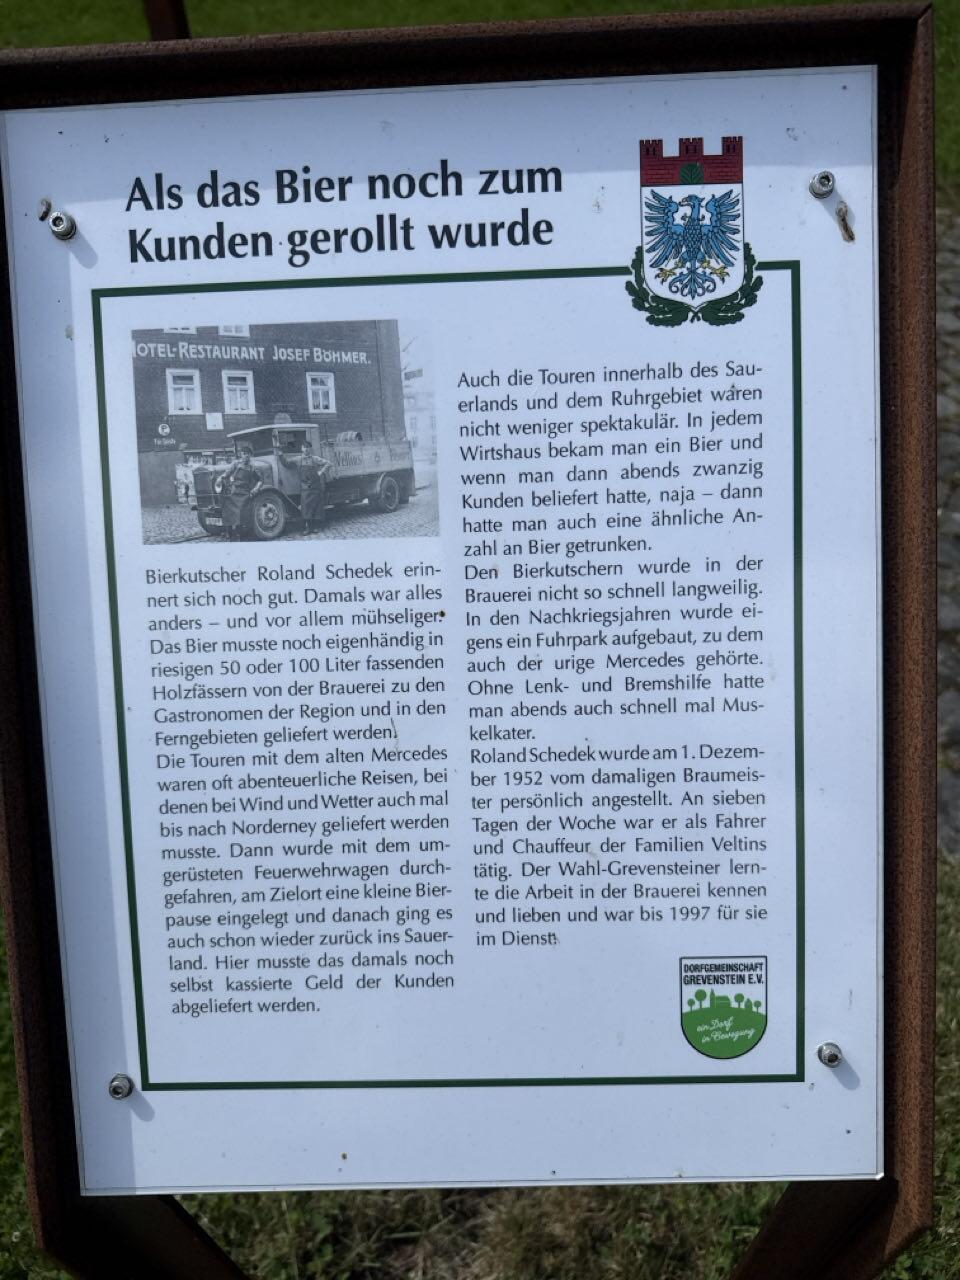 Als das Bier noch zum
Kunden gerollt wurde
OTEL-RESTAURANT JOSEF BÖHMER.
P
Veltins
Bierkutscher Roland Schedek erin-
nert sich noch gut. Damals war alles
anders – und vor allem mühseliger.
Das Bier musste noch eigenhändig in
riesigen 50 oder 100 Liter fassenden
Holzfässern von der Brauerei zu den
Gastronomen der Region und in den
Ferngebieten geliefert werden.
Die Touren mit dem alten Mercedes
waren oft abenteuerliche Reisen, bei
denen bei Wind und Wetter auch mal
bis nach Norderney geliefert werden
musste. Dann wurde mit dem um-
gerüsteten Feuerwehrwagen durch-
gefahren, am Zielort eine kleine Bier-
pause eingelegt und danach ging es
auch schon wieder zurück ins Sauer-
land. Hier musste das damals noch
selbst kassierte Geld der Kunden
abgeliefert werden.
Auch die Touren innerhalb des Sau-
erlands und dem Ruhrgebiet waren
nicht weniger spektakulär. In jedem
Wirtshaus bekam man ein Bier und
wenn man dann abends zwanzig
Kunden beliefert hatte, naja – dann
hatte man auch eine ähnliche An-
zahl an Bier getrunken.
Den Bierkutschern wurde in der
Brauerei nicht so schnell langweilig.
In den Nachkriegsjahren wurde ei-
gens ein Fuhrpark aufgebaut, zu dem
auch der urige Mercedes gehörte.
Ohne Lenk- und Bremshilfe hatte
man abends auch schnell mal Mus-
kelkater.
Roland Schedek wurde am 1. Dezem-
ber 1952 vom damaligen Braumeis-
ter persönlich angestellt. An sieben
Tagen der Woche war er als Fahrer
und Chauffeur der Familien Veltins
tätig. Der Wahl-Grevensteiner lern-
te die Arbeit in der Brauerei kennen
und lieben und war bis 1997 für sie
im Dienst.
DORFGEMEINSCHAFT
GREVENSTEIN E.V.
ein Dorf
in Bewegung